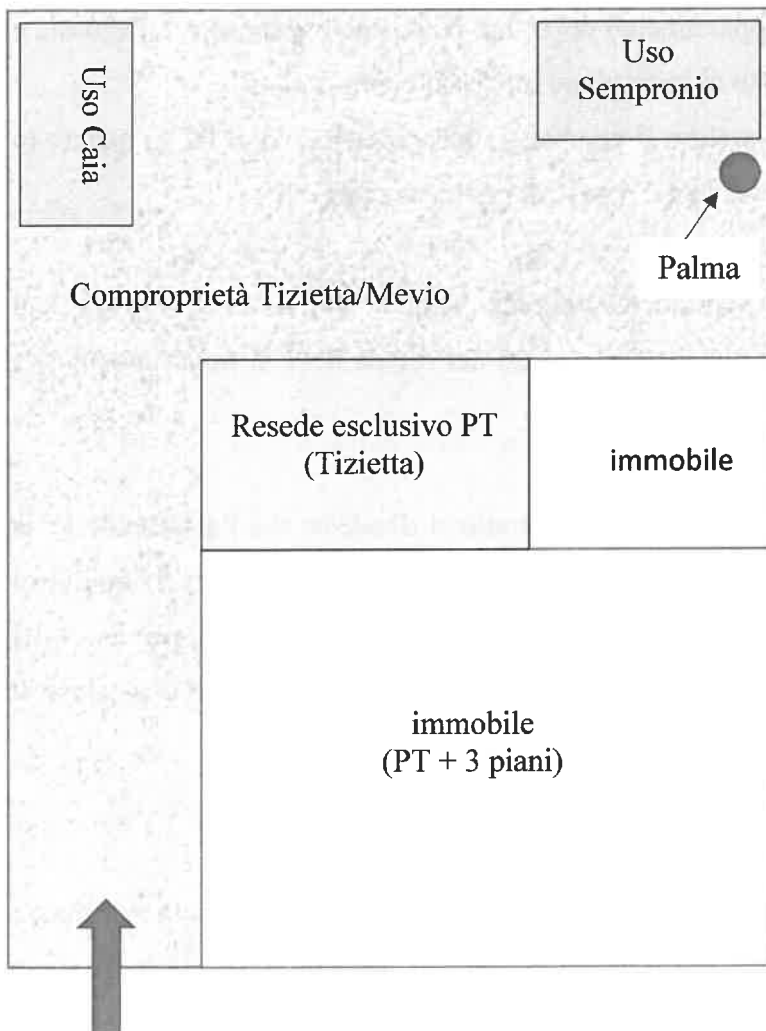 Uso Caia
Uso
Sempronio
Palma
Comproprietà Tizietta/Mevio
Resede esclusivo PT
(Tizietta)
immobile
immobile
(PT + 3 piani)